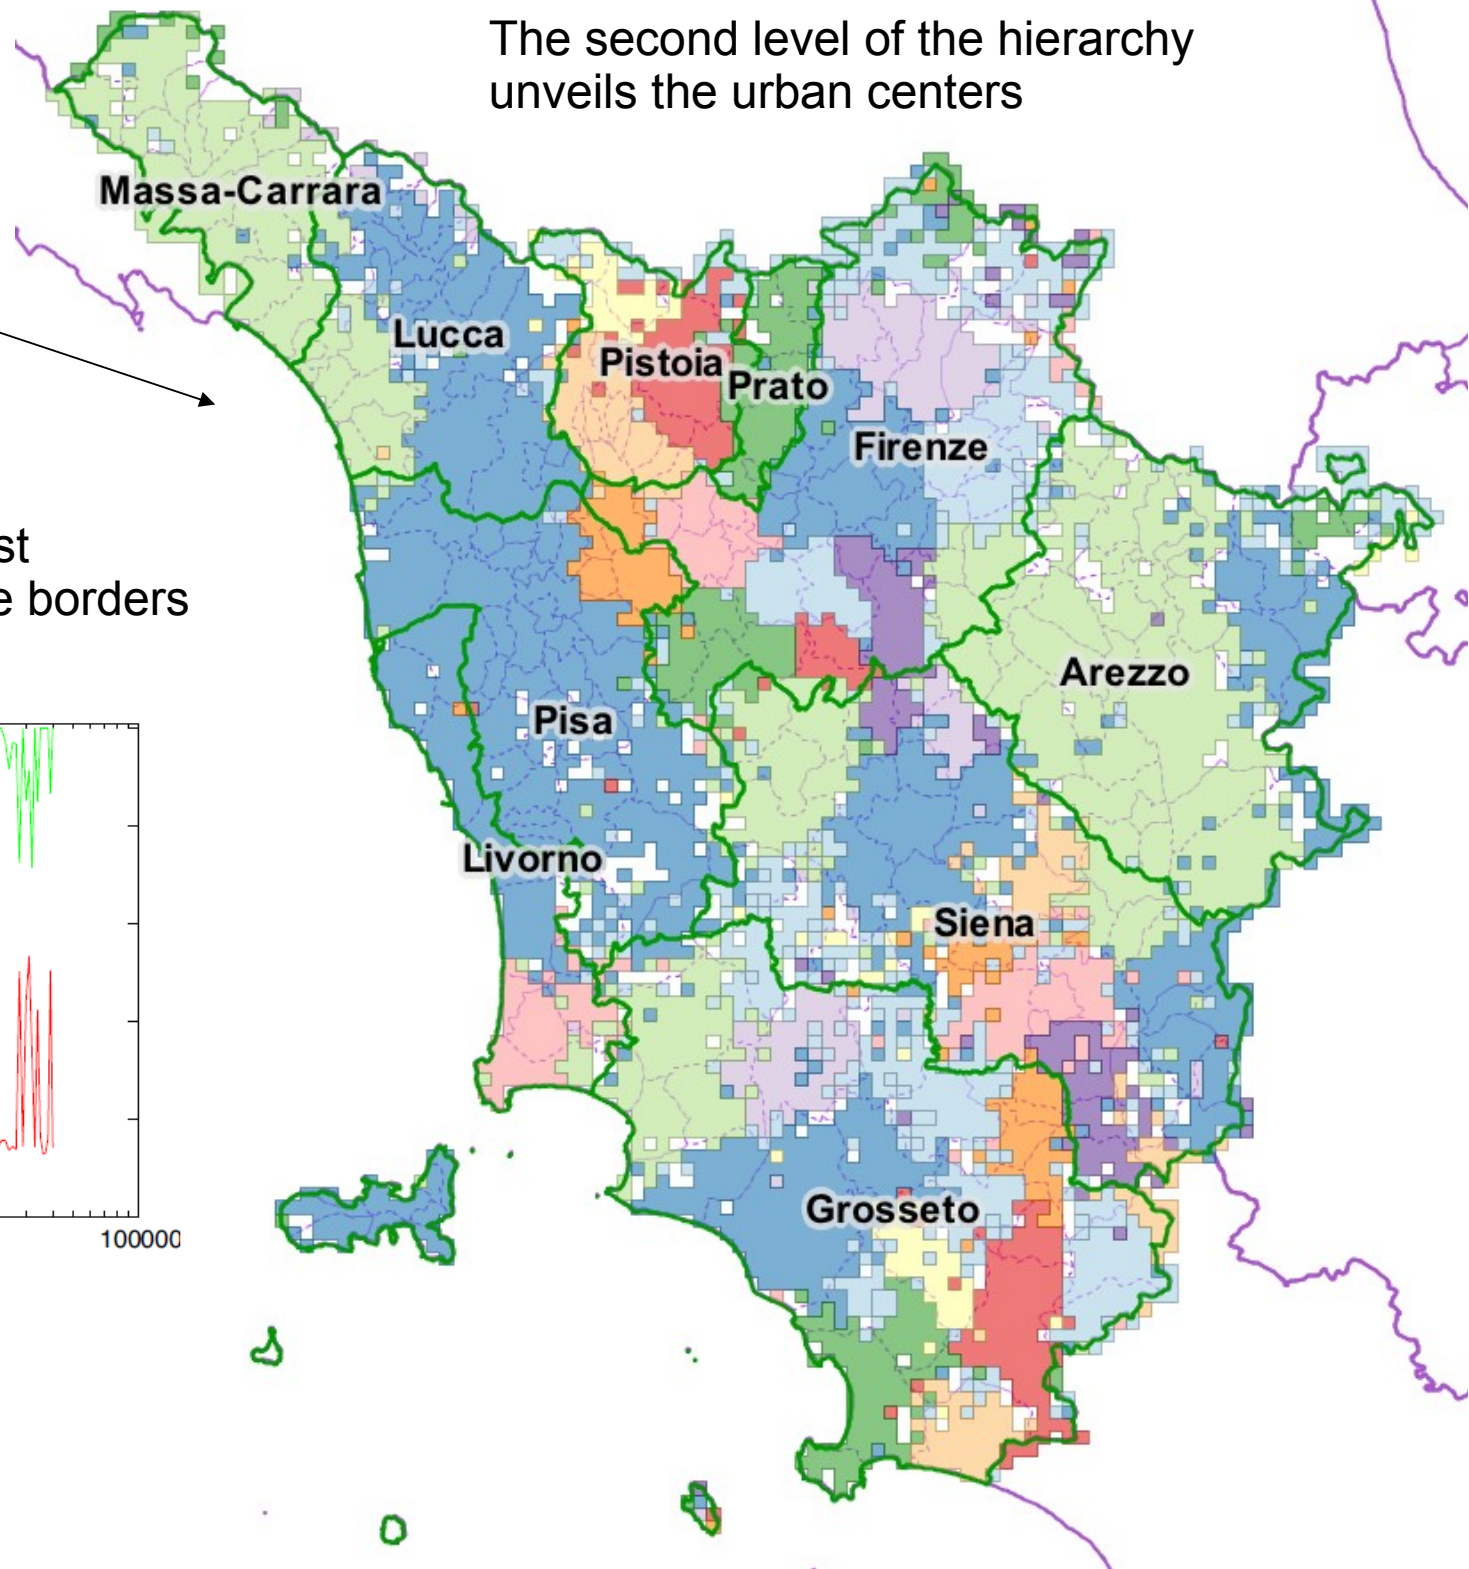 The second level of the hierarchy
unveils the urban centers
Massa-Carrara
Lucca
Pistoia
Prato
Firenze
st
e borders
Arezzo
Pisa
Livorno
Siena
Grosseto
100000